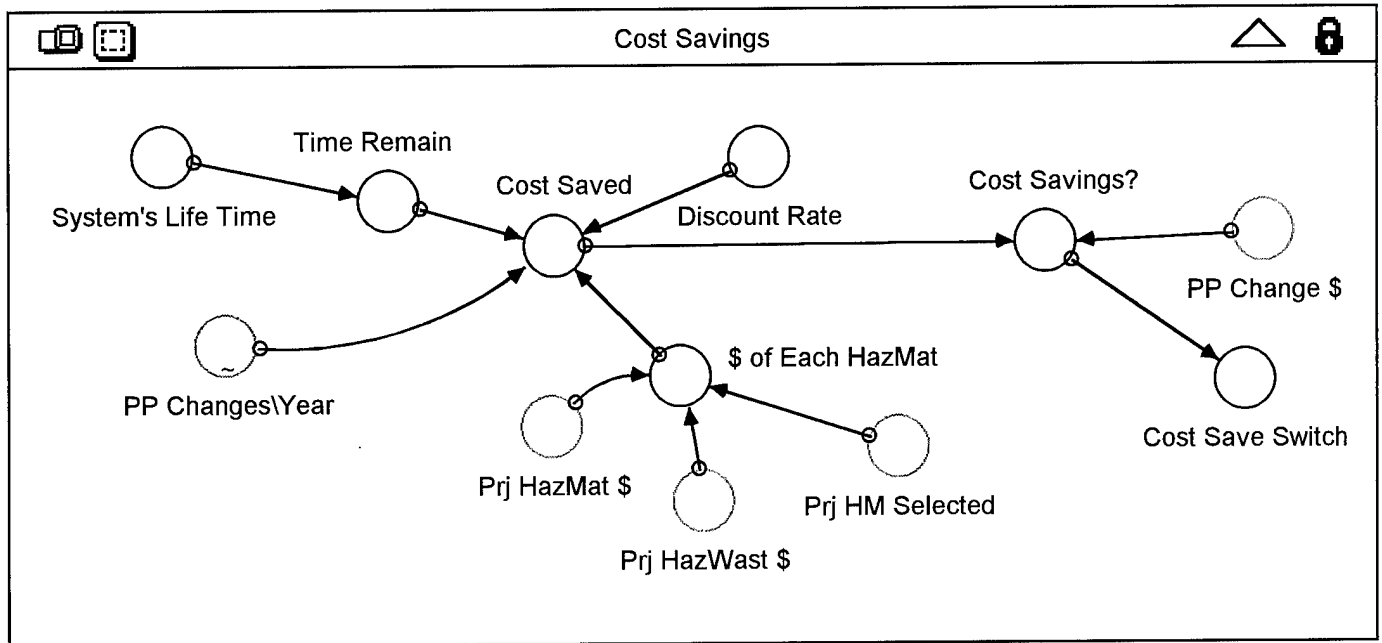 Cost Savings
Time Remain
System's Life Time
Cost Saved
Discount Rate
Cost Savings?
PP Change $
~
PP Changes\Year
$ of Each HazMat
Cost Save Switch
Prj HazMat $
Prj HM Selected
Prj HazWast $